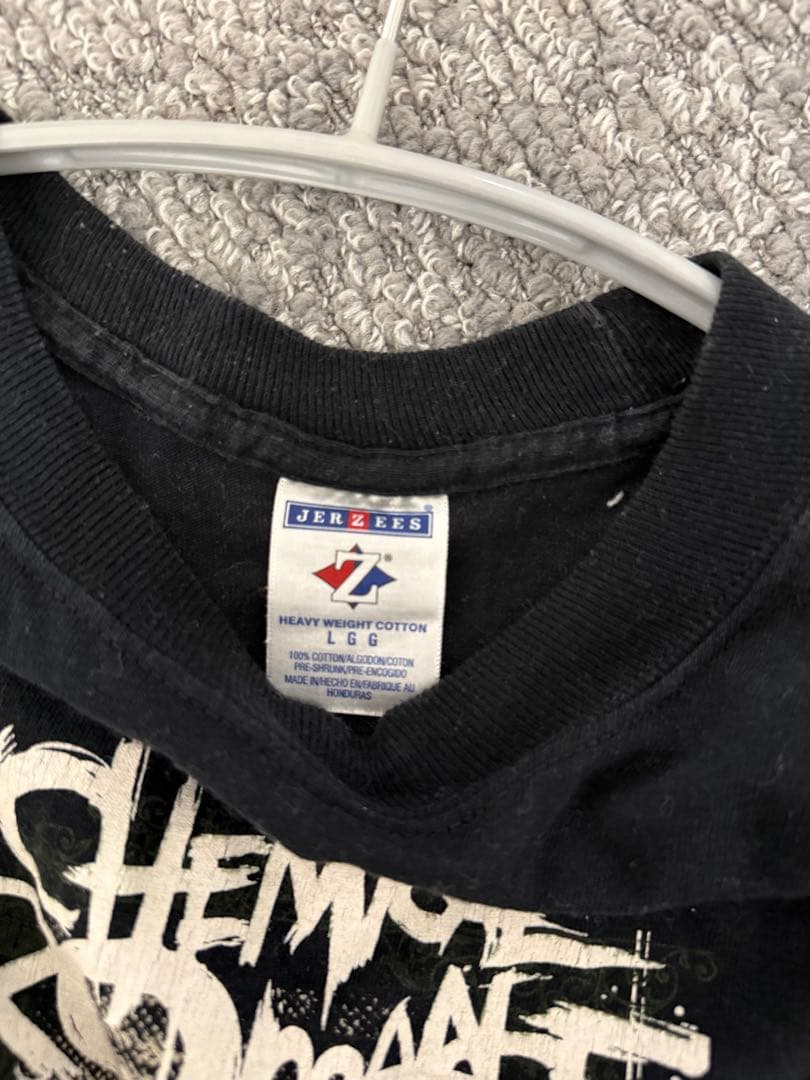 JERZEES®
Z®
HEAVY WEIGHT COTTON
L G G
100% COTTON/ALGODON/COTON
PRE-SHRUNK/PRE-ENCOGIDO
MADE IN/HECHO EN/FABRIQUE AU
HONDURAS
CHEMICAL